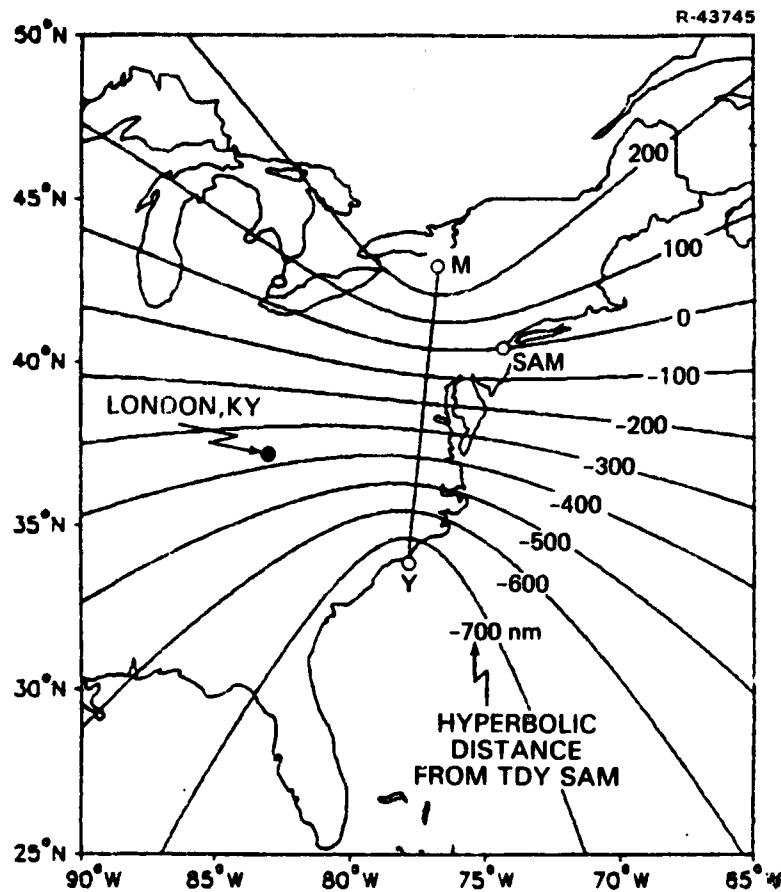 R-43745
50°N
200
45°N
M
100
0
SAM
40°N
-100
LONDON,KY
-200
-300
-400
35°N
-500
Y
-600
-700 nm
30°N
HYPERBOLIC
DISTANCE
FROM TDY SAM
25°N
90°W 85°W 80°W 75°W 70°W 65°W